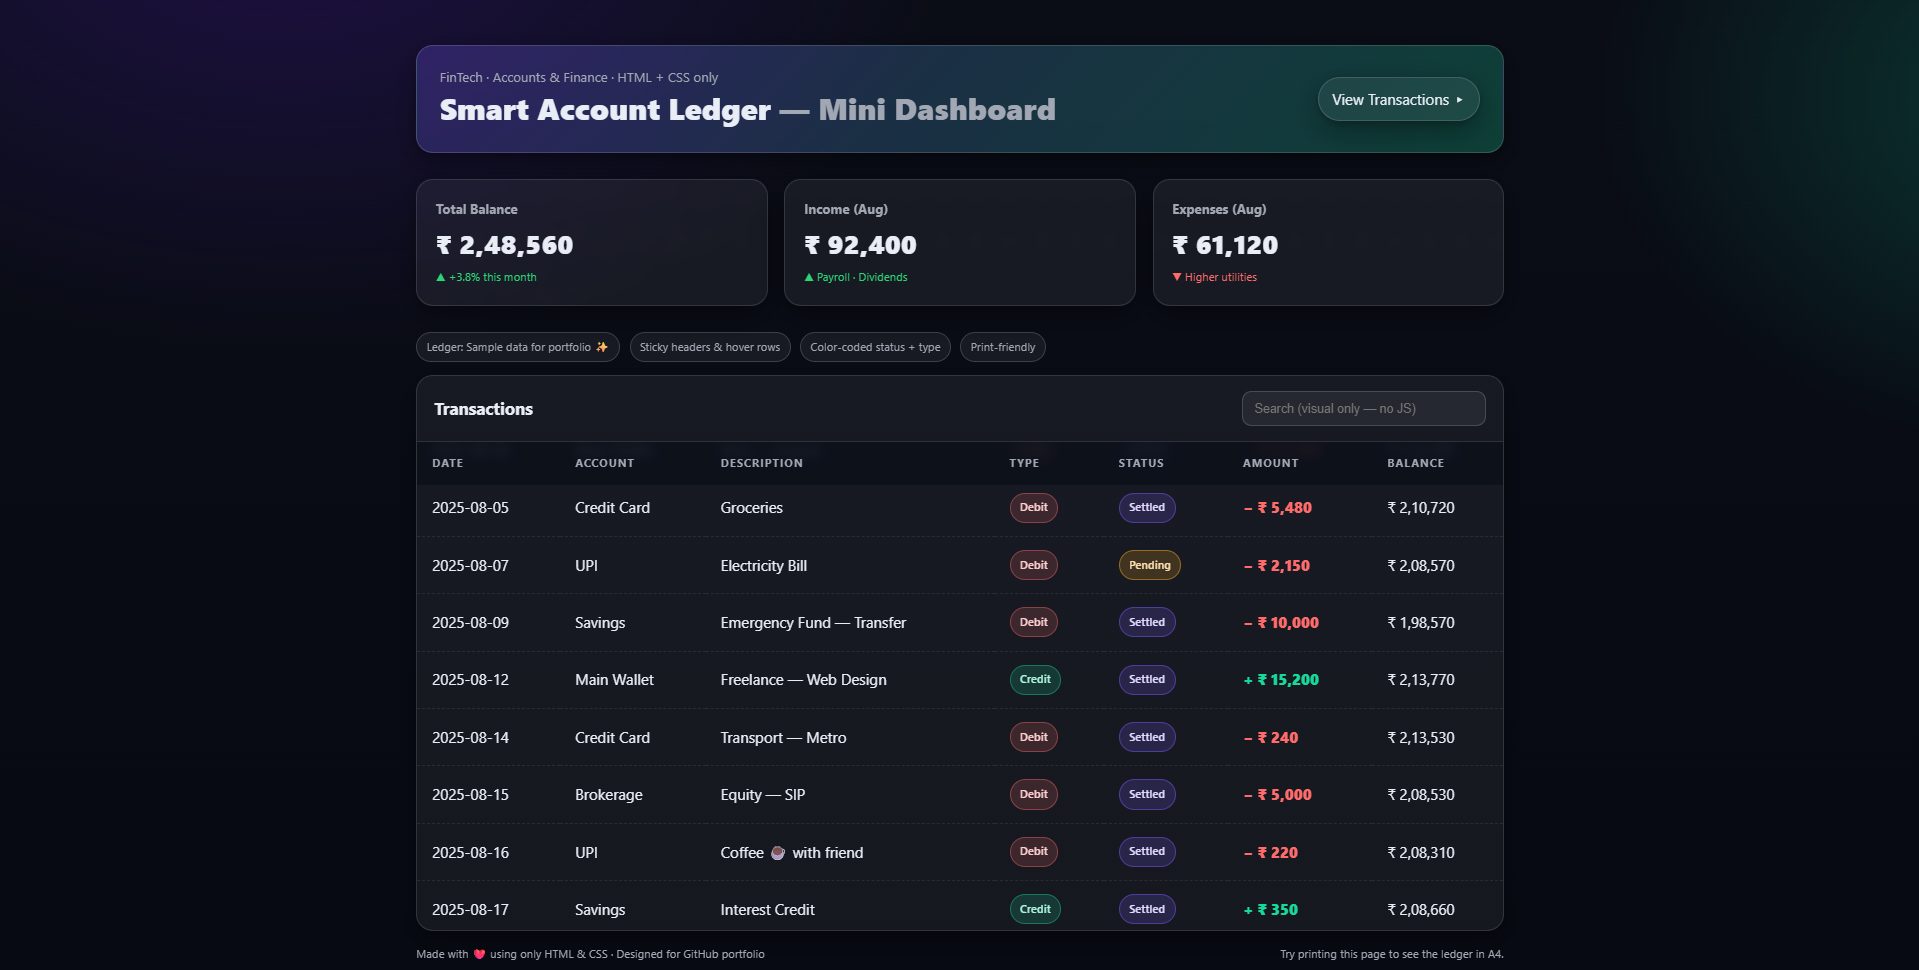 FinTech · Accounts & Finance · HTML + CSS only
Smart Account Ledger — Mini Dashboard
View Transactions ▸
Total Balance
₹ 2,48,560
▲ +3.8% this month
Income (Aug)
₹ 92,400
▲ Payroll · Dividends
Expenses (Aug)
₹ 61,120
▼ Higher utilities
Ledger: Sample data for portfolio ✨
Sticky headers & hover rows
Color-coded status + type
Print-friendly
Transactions
Search (visual only — no JS)
DATE ACCOUNT DESCRIPTION TYPE STATUS AMOUNT BALANCE
2025-08-05 Credit Card Groceries Debit Settled − ₹ 5,480 ₹ 2,10,720
2025-08-07 UPI Electricity Bill Debit Pending − ₹ 2,150 ₹ 2,08,570
2025-08-09 Savings Emergency Fund — Transfer Debit Settled − ₹ 10,000 ₹ 1,98,570
2025-08-12 Main Wallet Freelance — Web Design Credit Settled + ₹ 15,200 ₹ 2,13,770
2025-08-14 Credit Card Transport — Metro Debit Settled − ₹ 240 ₹ 2,13,530
2025-08-15 Brokerage Equity — SIP Debit Settled − ₹ 5,000 ₹ 2,08,530
2025-08-16 UPI Coffee ☕ with friend Debit Settled − ₹ 220 ₹ 2,08,310
2025-08-17 Savings Interest Credit Credit Settled + ₹ 350 ₹ 2,08,660
Made with ❤️ using only HTML & CSS · Designed for GitHub portfolio
Try printing this page to see the ledger in A4.